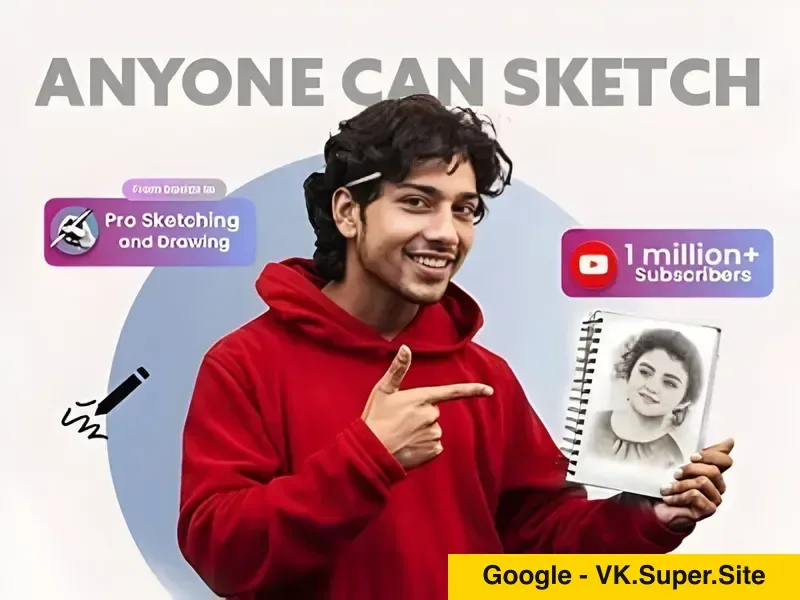 ANYONE CAN SKETCH
Pro Sketching
and Drawing
1 million+
Subscribers
Google - VK.Super.Site